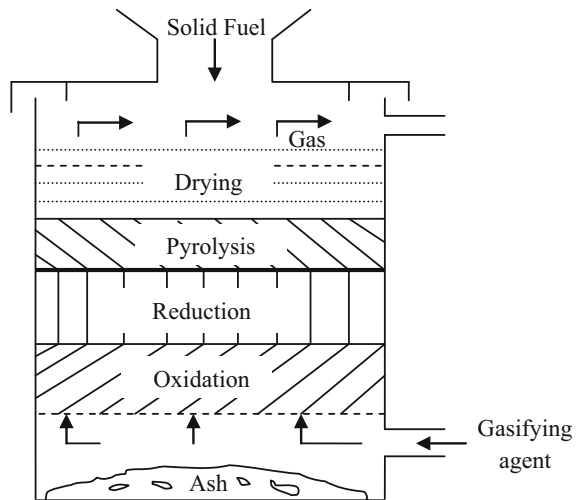 Solid Fuel
Gas
Drying
Pyrolysis
Reduction
Oxidation
Gasifying
agent
Ash